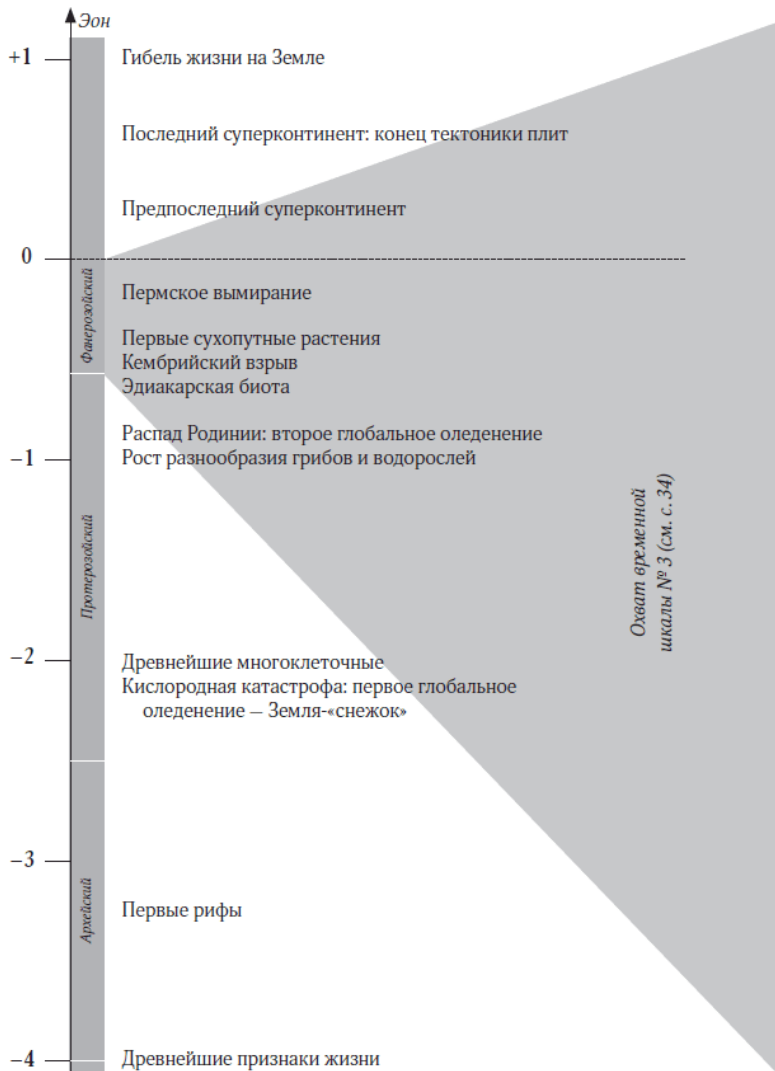 Эон
+1
Гибель жизни на Земле
Последний суперконтинент: конец тектоники плит
Предпоследний суперконтинент
0
Фанерозойский
Пермское вымирание
Первые сухопутные растения
Кембрийский взрыв
Эдиакарская биота
Распад Родинии: второе глобальное оледенение
–1
Рост разнообразия грибов и водорослей
Охват временной
шкалы № 3 (см. с. 34)
Протерозойский
–2
Древнейшие многоклеточные
Кислородная катастрофа: первое глобальное
оледенение — Земля-«снежок»
–3
Архейский
Первые рифы
–4
Древнейшие признаки жизни